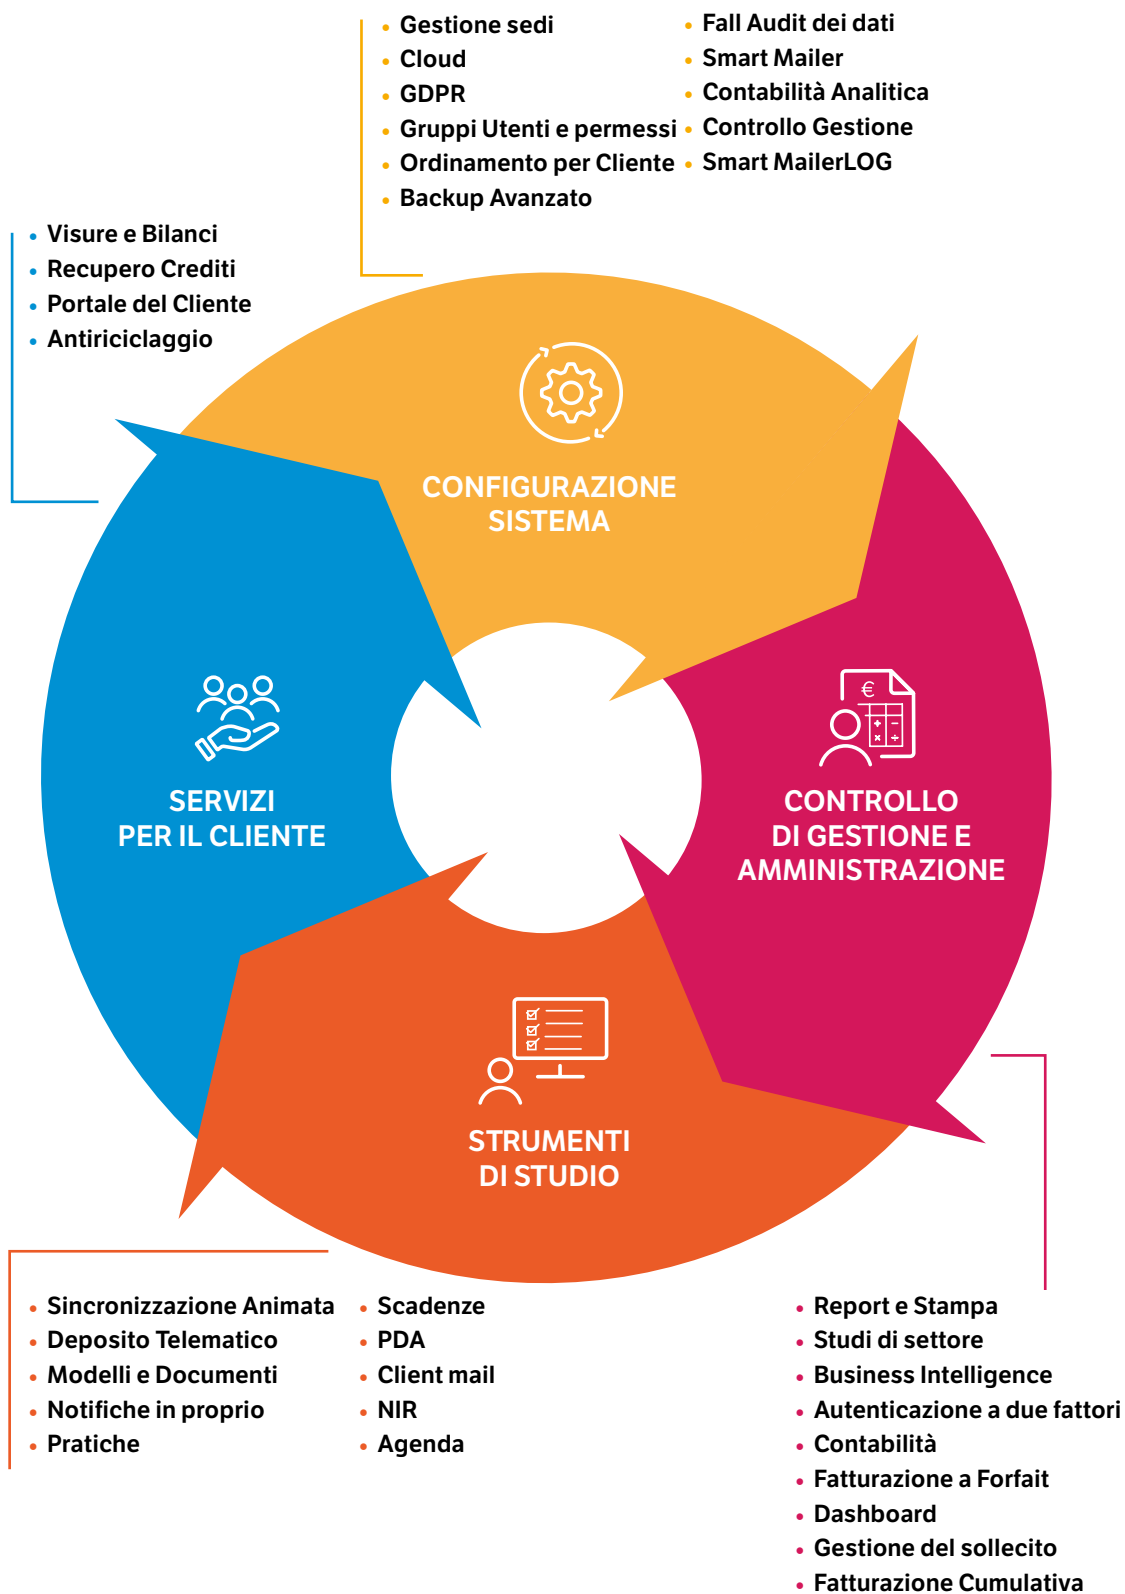 • Gestione sedi
• Cloud
• GDPR
• Gruppi Utenti e permessi
• Ordinamento per Cliente
• Backup Avanzato
• Fall Audit dei dati
• Smart Mailer
• Contabilità Analitica
• Controllo Gestione
• Smart MailerLOG
• Visure e Bilanci
• Recupero Crediti
• Portale del Cliente
• Antiriciclaggio
CONFIGURAZIONE
SISTEMA
SERVIZI
PER IL CLIENTE
€
+ −
× ÷
CONTROLLO
DI GESTIONE E
AMMINISTRAZIONE
STRUMENTI
DI STUDIO
• Sincronizzazione Animata
• Deposito Telematico
• Modelli e Documenti
• Notifiche in proprio
• Pratiche
• Scadenze
• PDA
• Client mail
• NIR
• Agenda
• Report e Stampa
• Studi di settore
• Business Intelligence
• Autenticazione a due fattori
• Contabilità
• Fatturazione a Forfait
• Dashboard
• Gestione del sollecito
• Fatturazione Cumulativa